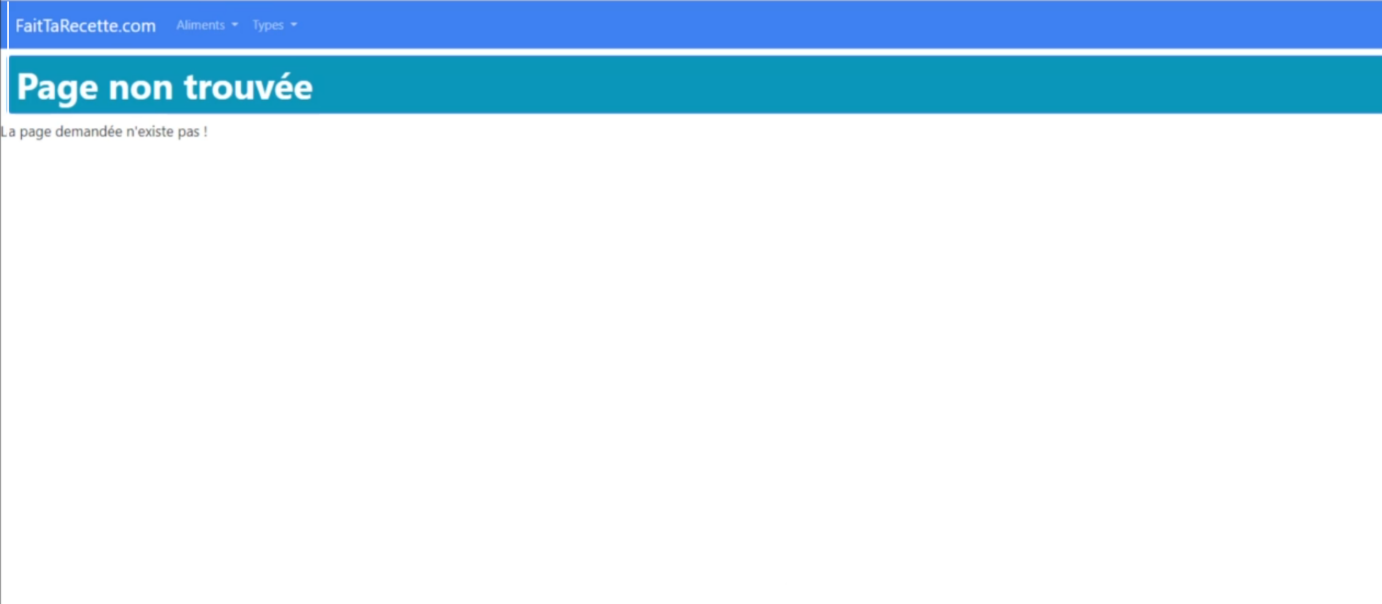 FaitTaRecette.com Aliments Types
Page non trouvée
La page demandée n'existe pas !